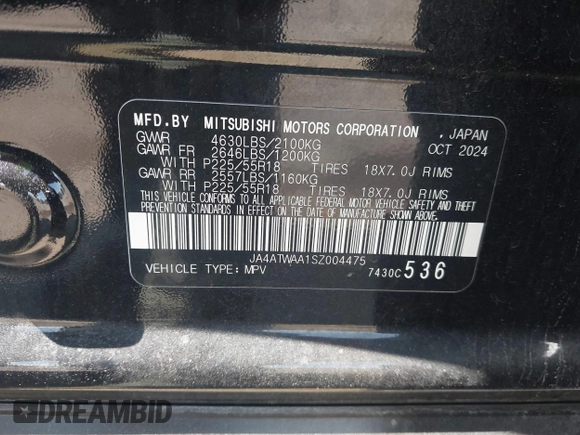 MFD.BY MITSUBISHI MOTORS CORPORATION , JAPAN
GVWR 4630LBS/2100KG OCT 2024
GAWR FR 2646LBS/1200KG
WITH P225/55R18 TIRES 18X7.0J RIMS
GAWR RR 2557LBS/1160KG
WITH P225/55R18 TIRES 18X7.0J RIMS
THIS VEHICLE CONFORMS TO ALL APPLICABLE FEDERAL MOTOR VEHICLE SAFETY AND THEFT
PREVENTION STANDARDS IN EFFECT ON THE DATE OF MANUFACTURE SHOWN ABOVE.
JA4ATWAA1SZ004475
VEHICLE TYPE:MPV 7430C 536
DREAMBID